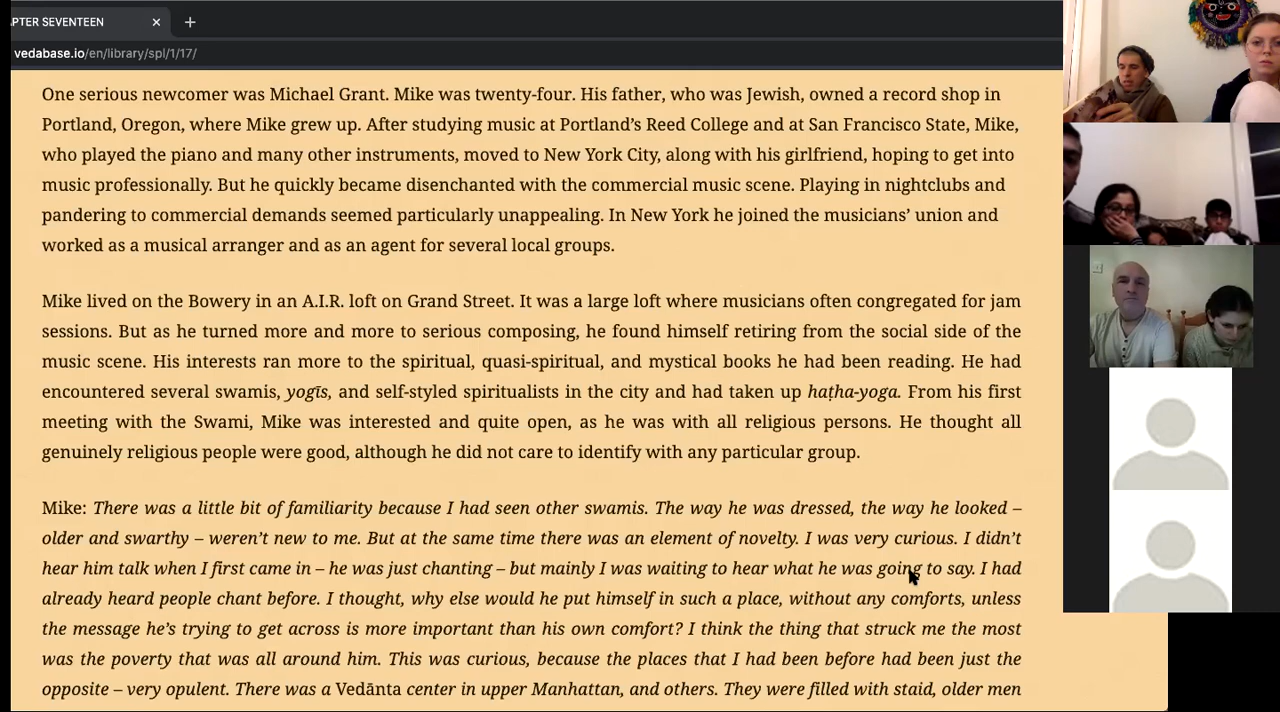 PTER SEVENTEEN
vedabase.io/en/library/spl/1/17/
One serious newcomer was Michael Grant. Mike was twenty-four. His father, who was Jewish, owned a record shop in
Portland, Oregon, where Mike grew up. After studying music at Portland’s Reed College and at San Francisco State, Mike,
who played the piano and many other instruments, moved to New York City, along with his girlfriend, hoping to get into
music professionally. But he quickly became disenchanted with the commercial music scene. Playing in nightclubs and
pandering to commercial demands seemed particularly unappealing. In New York he joined the musicians’ union and
worked as a musical arranger and as an agent for several local groups.
Mike lived on the Bowery in an A.I.R. loft on Grand Street. It was a large loft where musicians often congregated for jam
sessions. But as he turned more and more to serious composing, he found himself retiring from the social side of the
music scene. His interests ran more to the spiritual, quasi-spiritual, and mystical books he had been reading. He had
encountered several swamis, yogīs, and self-styled spiritualists in the city and had taken up haṭha-yoga. From his first
meeting with the Swami, Mike was interested and quite open, as he was with all religious persons. He thought all
genuinely religious people were good, although he did not care to identify with any particular group.
Mike: There was a little bit of familiarity because I had seen other swamis. The way he was dressed, the way he looked –
older and swarthy – weren’t new to me. But at the same time there was an element of novelty. I was very curious. I didn’t
hear him talk when I first came in – he was just chanting – but mainly I was waiting to hear what he was going to say. I had
already heard people chant before. I thought, why else would he put himself in such a place, without any comforts, unless
the message he’s trying to get across is more important than his own comfort? I think the thing that struck me the most
was the poverty that was all around him. This was curious, because the places that I had been before had been just the
opposite – very opulent. There was a Vedānta center in upper Manhattan, and others. They were filled with staid, older men